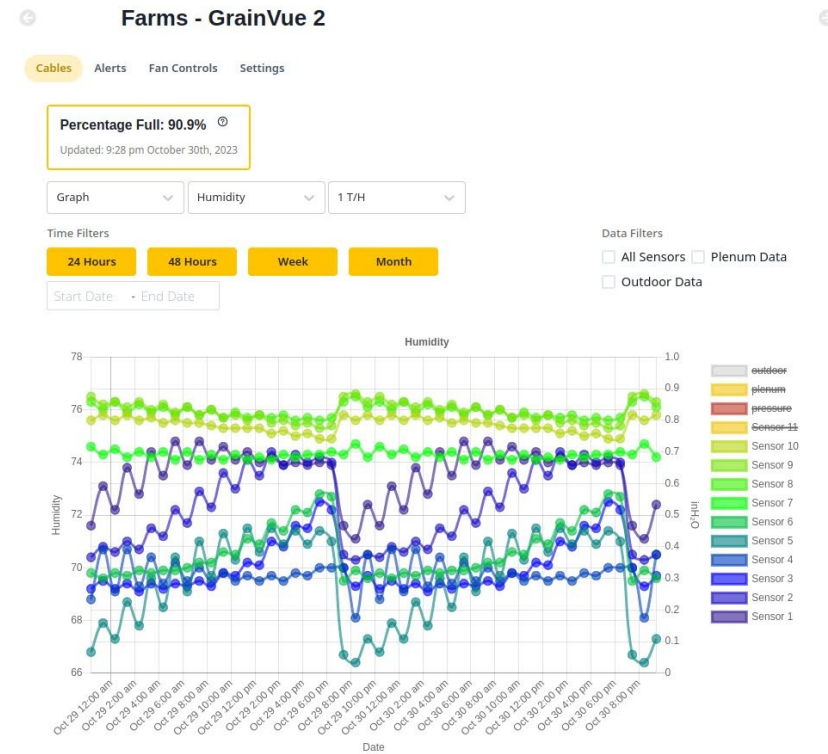 Farms - GrainVue 2
Cables Alerts Fan Controls Settings
Percentage Full: 90.9%
Updated: 9:28 pm October 30th, 2023
Graph Humidity 1 T/H
Time Filters Data Filters
24 Hours 48 Hours Week Month
All Sensors Plenum Data
Outdoor Data
Start Date - End Date
Humidity
78
76
74
72
70
68
66
Humidity
1.0
0.9
0.8
0.7
0.6
0.5
0.4
0.3
0.2
0.1
0
inH₂O
outdoor
plenum
pressure
Sensor 11
Sensor 10
Sensor 9
Sensor 8
Sensor 7
Sensor 6
Sensor 5
Sensor 4
Sensor 3
Sensor 2
Sensor 1
Oct 29 12:00 am
Oct 29 2:00 am
Oct 29 4:00 am
Oct 29 6:00 am
Oct 29 8:00 am
Oct 29 10:00 am
Oct 29 12:00 pm
Oct 29 2:00 pm
Oct 29 4:00 pm
Oct 29 6:00 pm
Oct 29 8:00 pm
Oct 29 10:00 pm
Oct 30 12:00 am
Oct 30 2:00 am
Oct 30 4:00 am
Oct 30 6:00 am
Oct 30 8:00 am
Oct 30 10:00 am
Oct 30 12:00 pm
Oct 30 2:00 pm
Oct 30 4:00 pm
Oct 30 6:00 pm
Oct 30 8:00 pm
Date